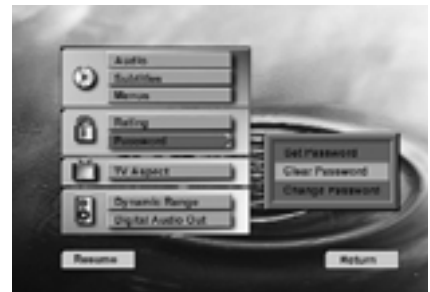 Audio
Subtitles
Menus
Rating
Password
TV Aspect
Dynamic Range
Digital Audio Out
Set Password
Clear Password
Change Password
Resume
Return